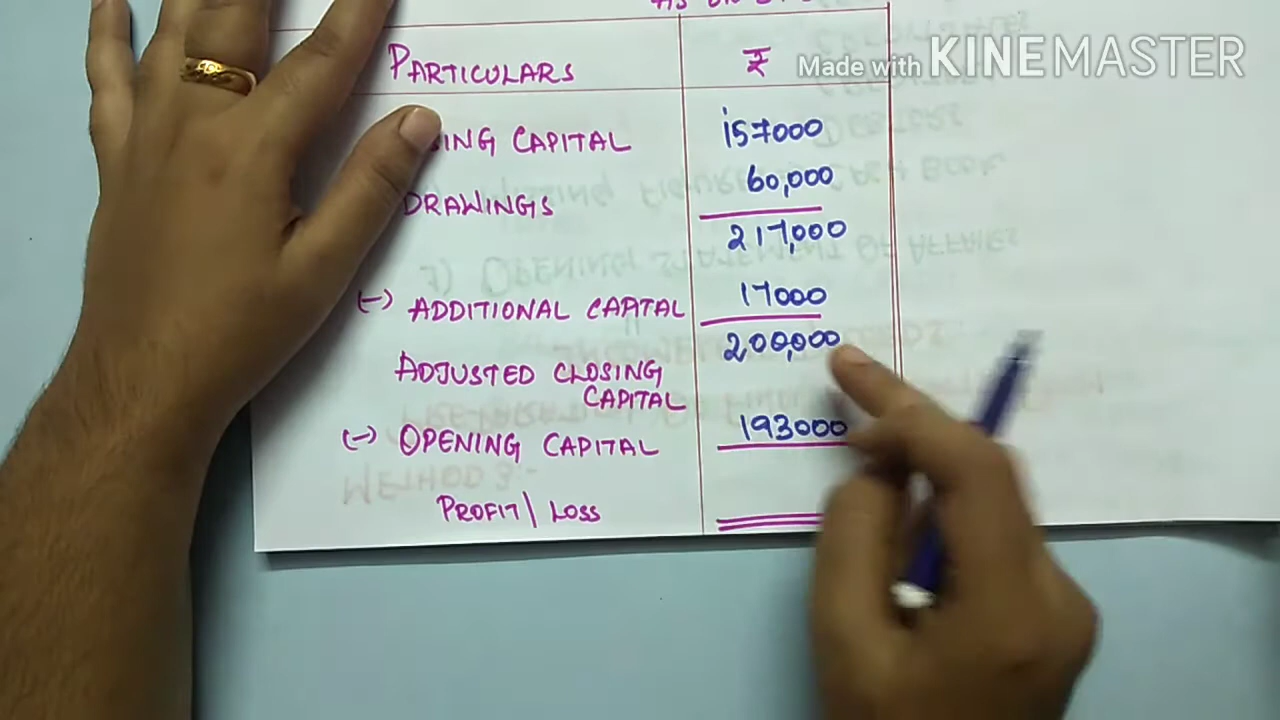 PARTICULARS ₹
Made with KINEMASTER
SING CAPITAL 157000
DRAWINGS 60,000
217,000
(-) ADDITIONAL CAPITAL 17000
200,000
ADJUSTED CLOSING
CAPITAL
(-) OPENING CAPITAL 193000
PROFIT \ LOSS